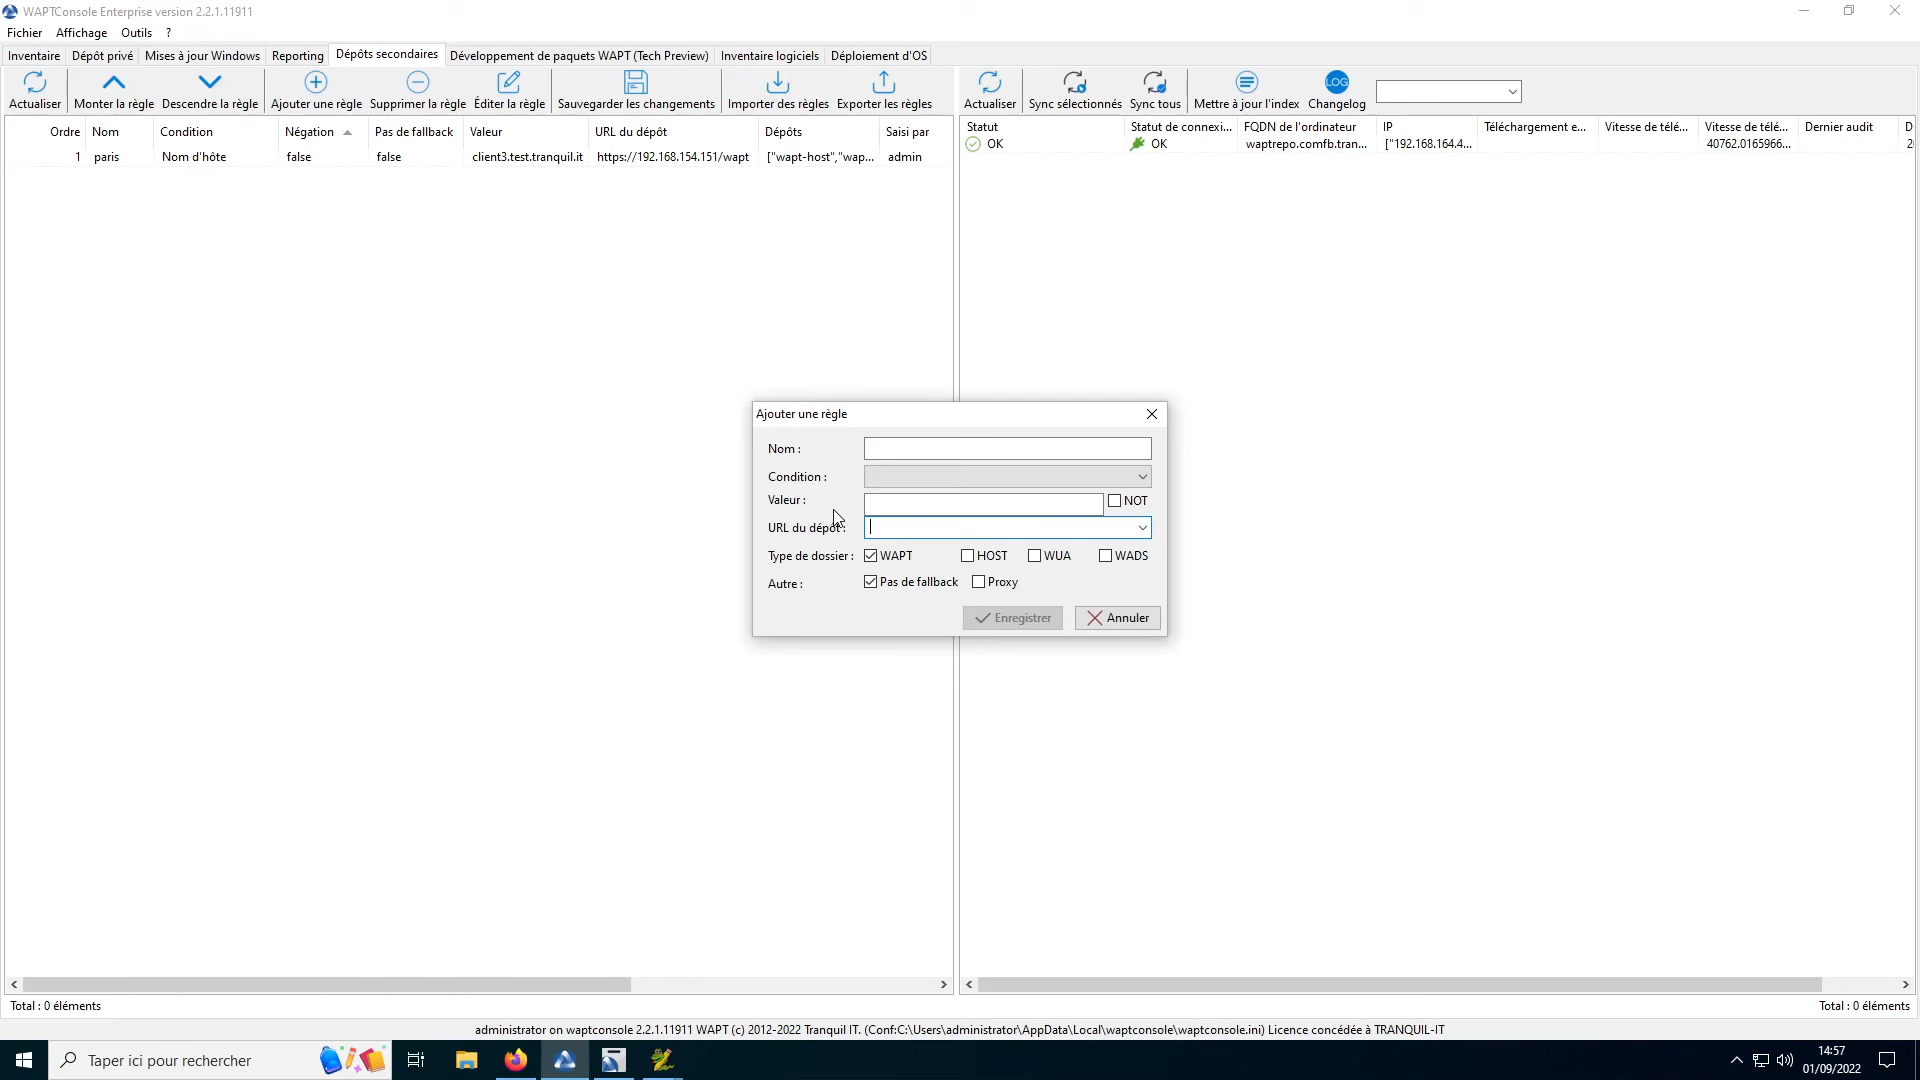 WAPTConsole Enterprise version 2.2.1.11911
Fichier Affichage Outils ?
Inventaire Dépôt privé Mises à jour Windows Reporting Dépôts secondaires Développement de paquets WAPT (Tech Preview) Inventaire logiciels Déploiement d'OS
Actualiser Monter la règle Descendre la règle Ajouter une règle Supprimer la règle Éditer la règle Sauvegarder les changements Importer des règles Exporter les règles
LOG
Actualiser Sync sélectionnés Sync tous Mettre à jour l'index Changelog
Ordre Nom Condition Négation Pas de fallback Valeur URL du dépôt Dépôts Saisi par
1 paris Nom d'hôte false false client3.test.tranquil.it https://192.168.154.151/wapt ["wapt-host","wap... admin
Statut Statut de connexi... FQDN de l'ordinateur IP Téléchargement e... Vitesse de télé... Vitesse de télé... Dernier audit D
OK OK waptrepo.comfb.tran... ["192.168.164.4... 40762.0165966... 2
Ajouter une règle
Nom :
Condition :
Valeur : NOT
URL du dépôt :
Type de dossier : WAPT HOST WUA WADS
Autre : Pas de fallback Proxy
Enregistrer Annuler
Total : 0 éléments Total : 0 éléments
administrator on waptconsole 2.2.1.11911 WAPT (c) 2012-2022 Tranquil IT. (Conf:C:\Users\administrator\AppData\Local\waptconsole\waptconsole.ini) Licence concédée à TRANQUIL-IT
Taper ici pour rechercher
14:57
01/09/2022